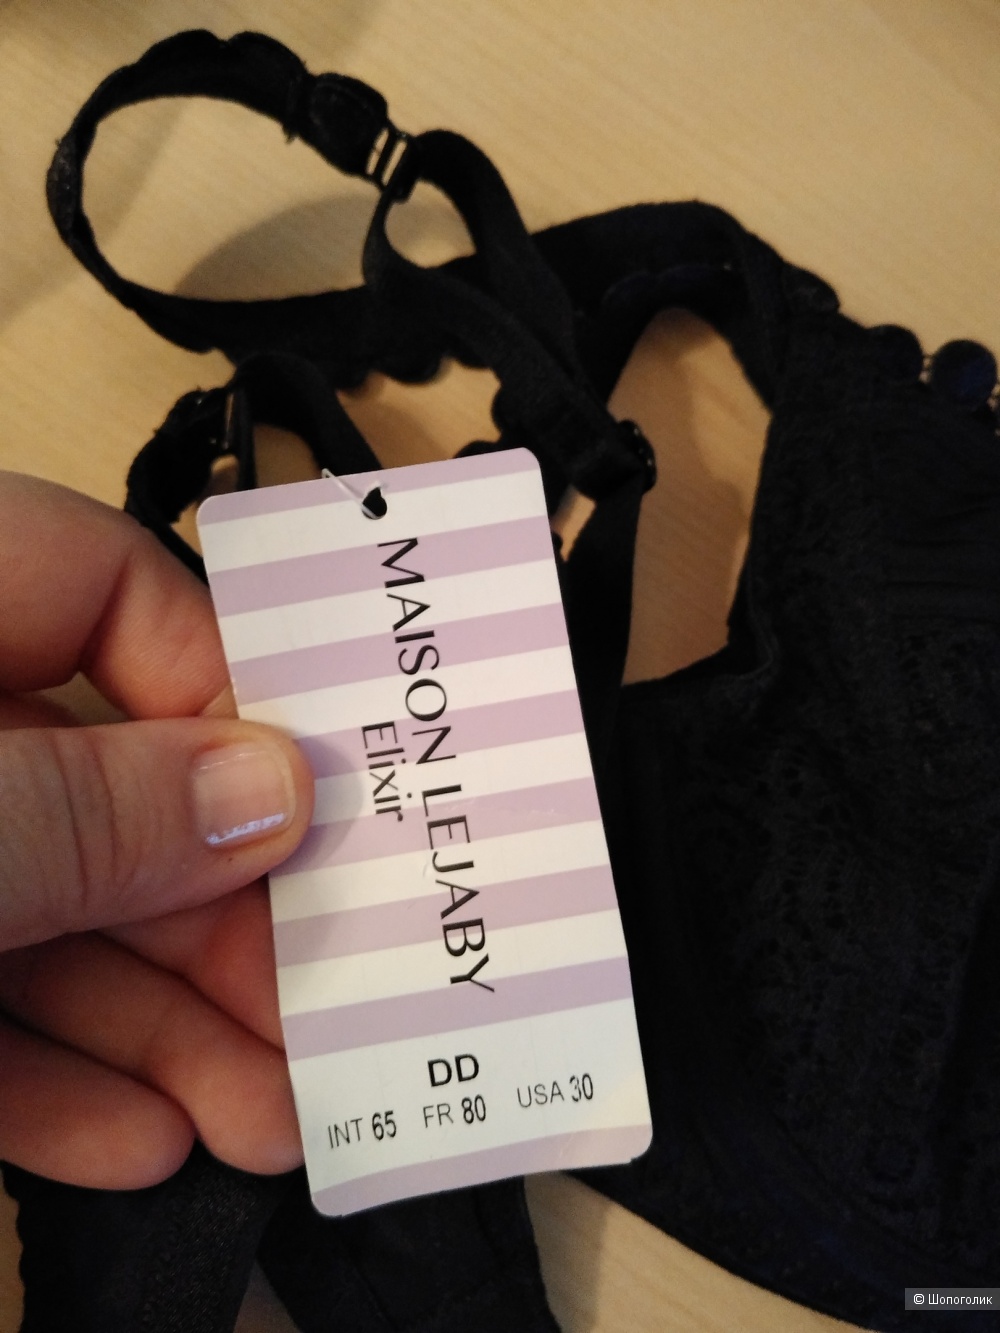 MAISON LEJABY
Elixir
DD
INT 65 FR 80 USA 30
© Шопоголик